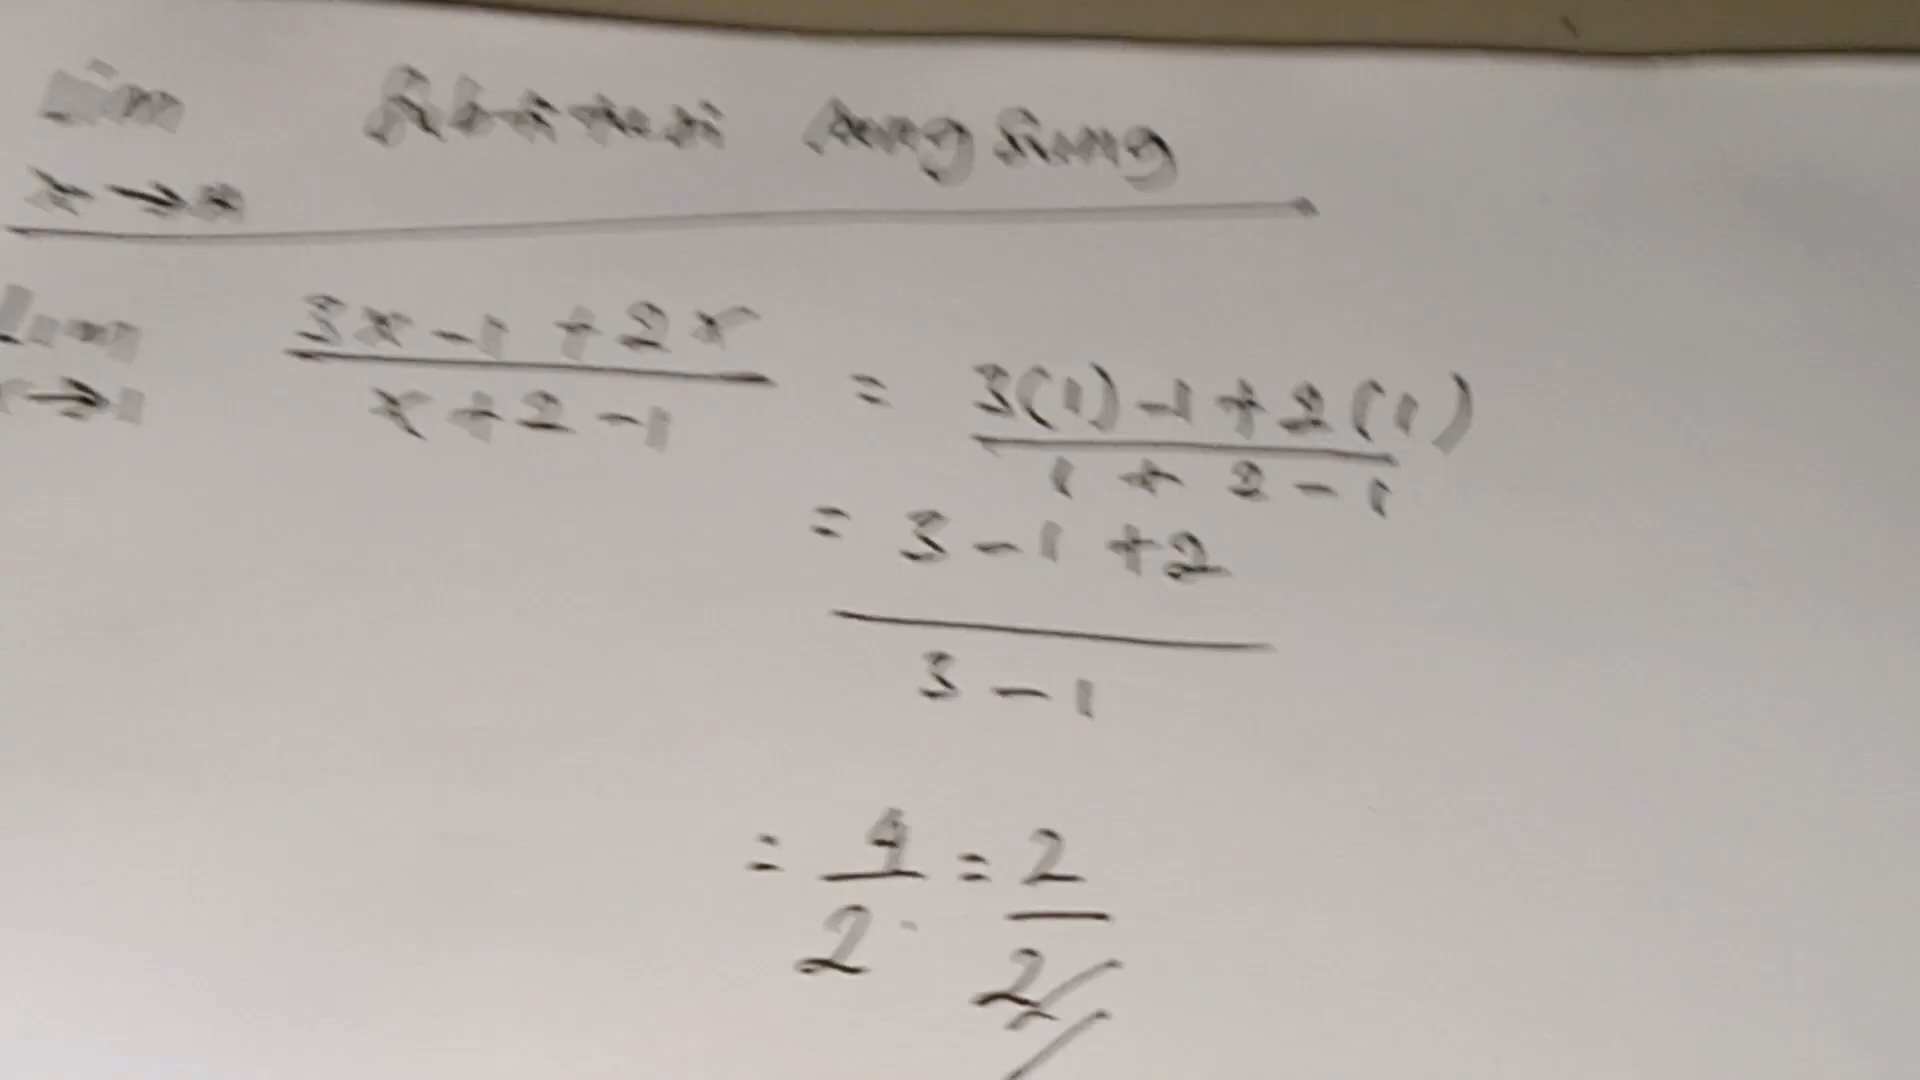 Lim Subtitusi langsung
x→a
Lim 3x-1+2x / x+2-1 = 3(1)-1+2(1) / 1+2-1
x→1
= 3-1+2 / 3-1
= 4/2 = 2/2